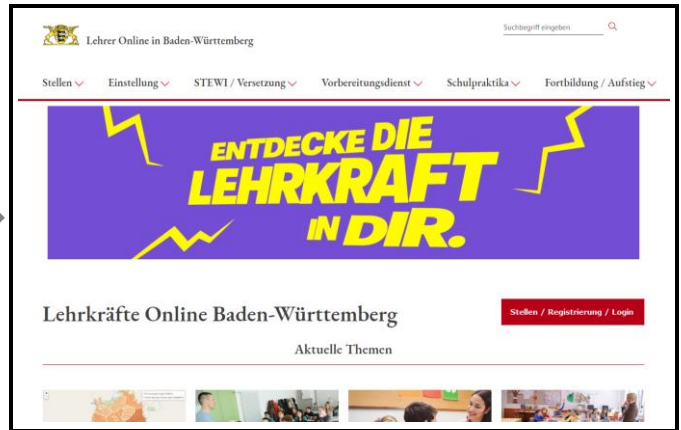 Lehrer Online in Baden-Württemberg
Suchbegriff eingeben
Stellen Einstellung STEWI / Versetzung Vorbereitungsdienst Schulpraktika Fortbildung / Aufstieg
ENTDECKE DIE
LEHRKRAFT
IN DIR.
Lehrkräfte Online Baden-Württemberg
Stellen / Registrierung / Login
Aktuelle Themen